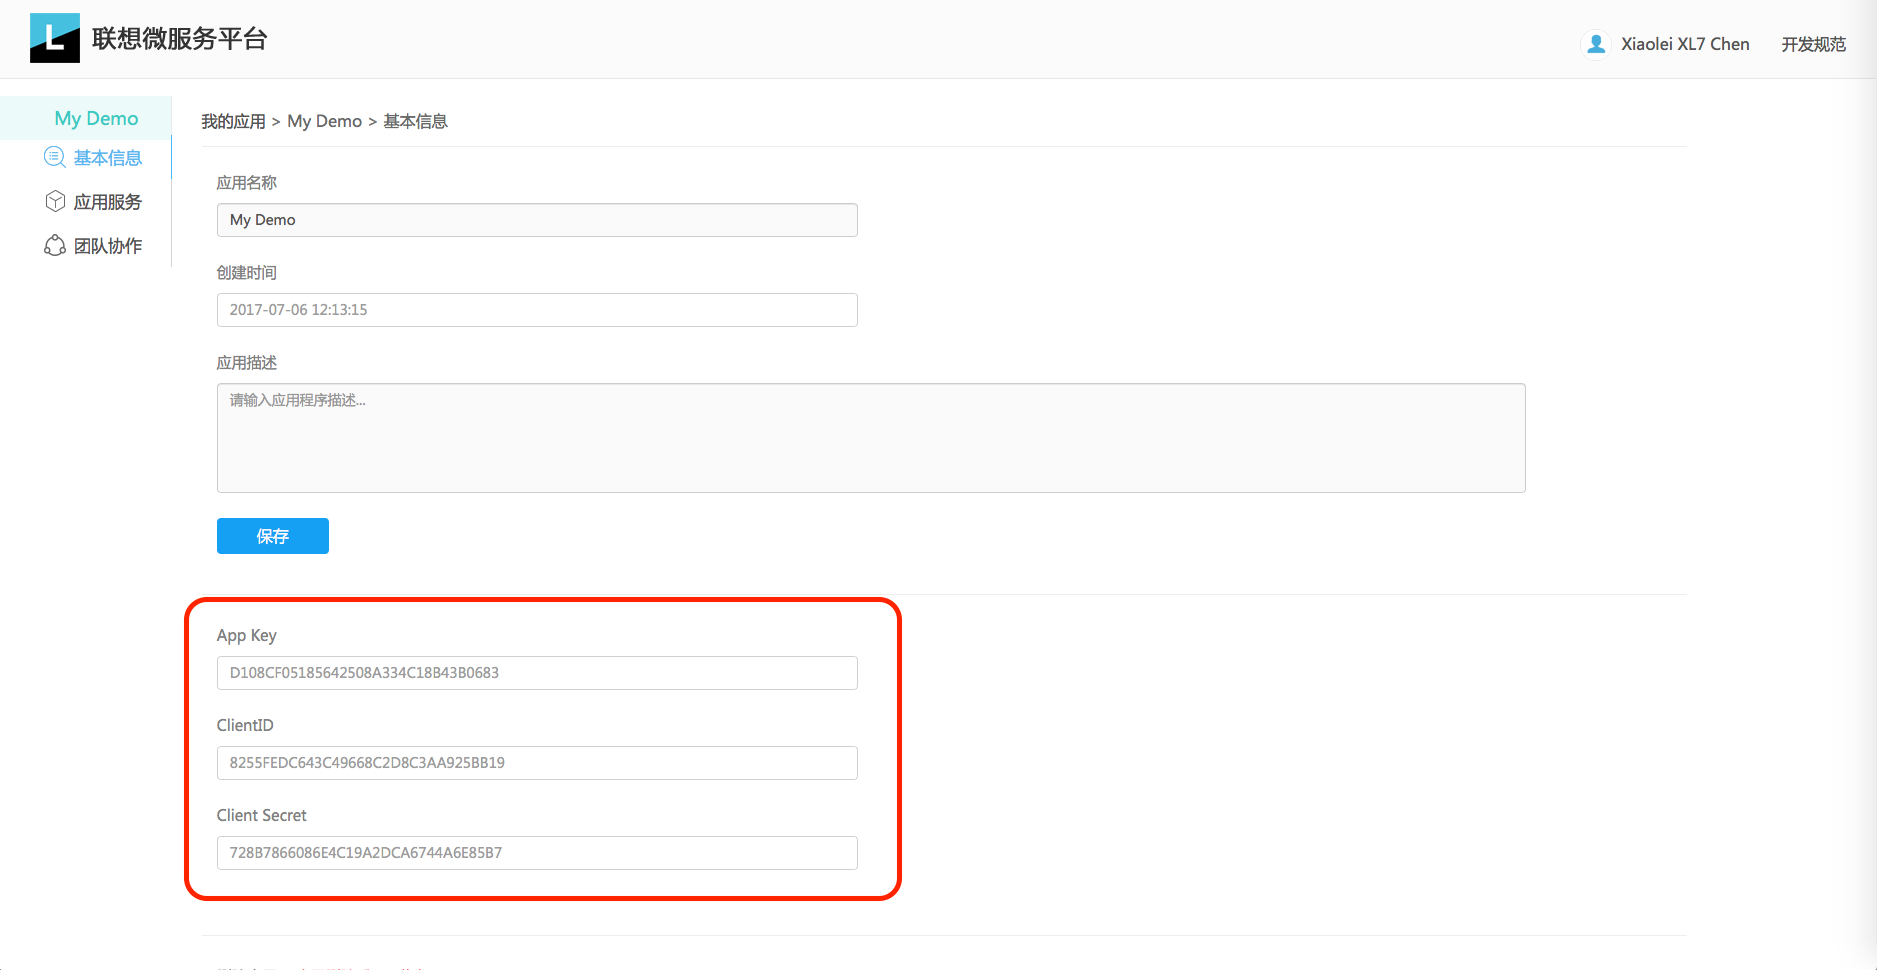 L 联想微服务平台
Xiaolei XL7 Chen 开发规范
My Demo
基本信息
应用服务
团队协作
我的应用 > My Demo > 基本信息
应用名称
My Demo
创建时间
2017-07-06 12:13:15
应用描述
请输入应用程序描述...
保存
App Key
D108CF05185642508A334C18B43B0683
ClientID
8255FEDC643C49668C2D8C3AA925BB19
Client Secret
728B7866086E4C19A2DCA6744A6E85B7